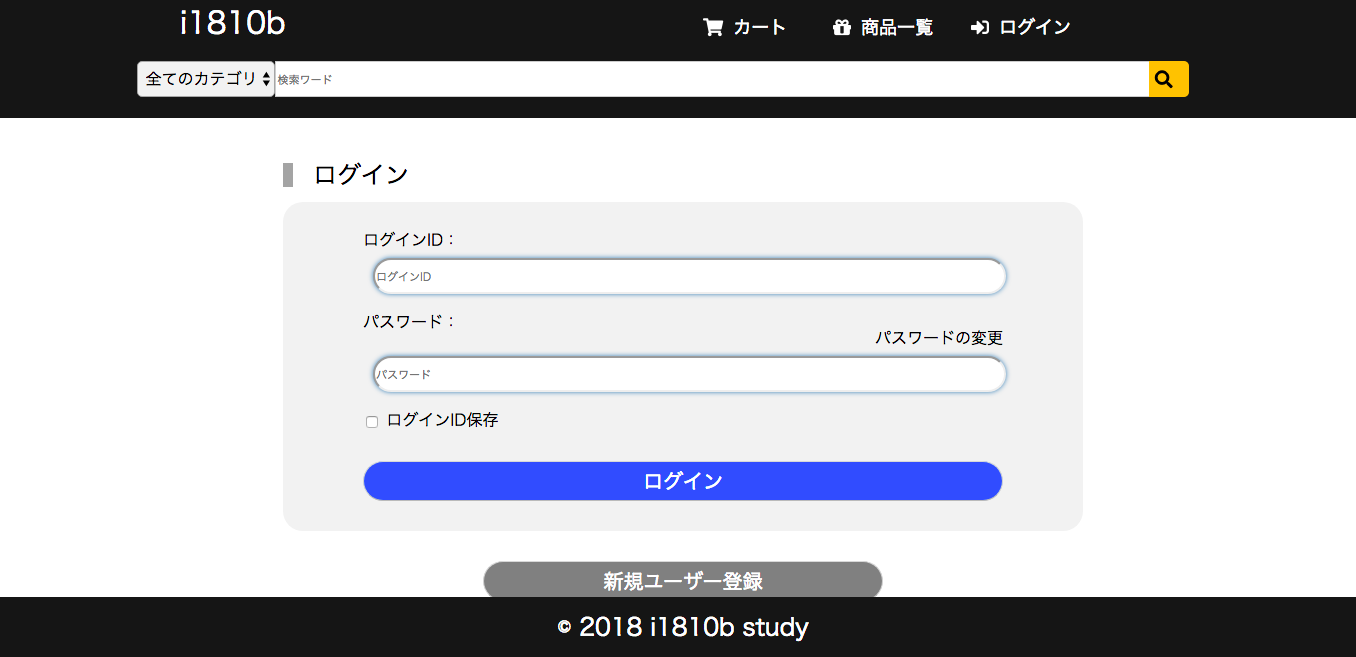 i1810b
カート 商品一覧 ログイン
全てのカテゴリ 検索ワード
ログイン
ログインID：
ログインID
パスワード：
パスワードの変更
パスワード
ログインID保存
ログイン
新規ユーザー登録
© 2018 i1810b study